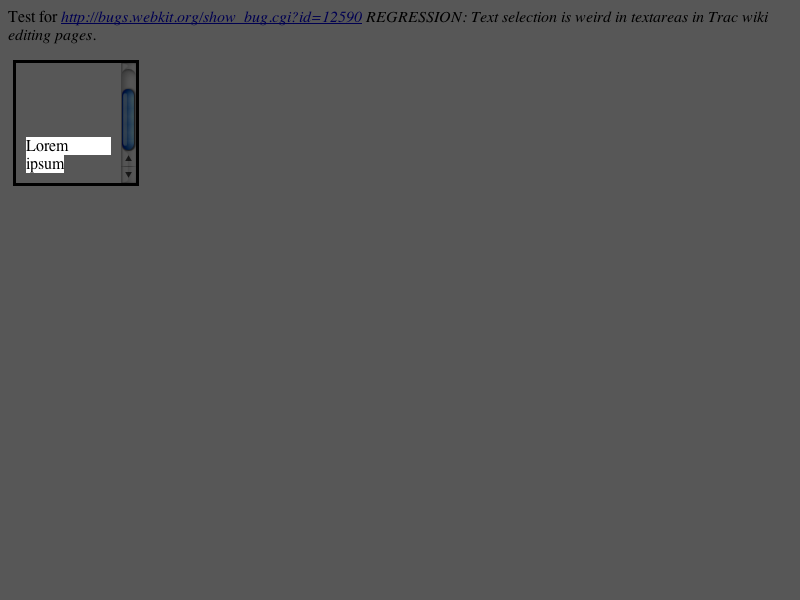 Test for http://bugs.webkit.org/show_bug.cgi?id=12590 REGRESSION: Text selection is weird in textareas in Trac wiki
editing pages.
Lorem
ipsum